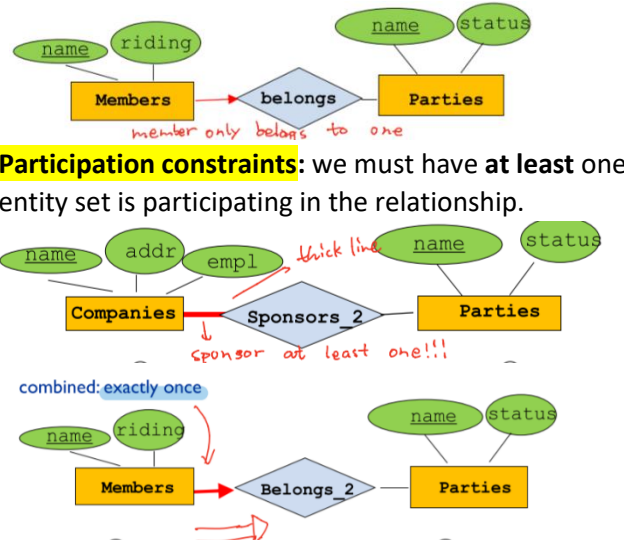 name riding name status
Members belongs Parties
member only belongs to one
Participation constraints: we must have at least one
entity set is participating in the relationship.
name addr empl thick line name status
Companies Sponsors_2 Parties
sponsor at least one!!!
combined: exactly once
name riding name status
Members Belongs_2 Parties